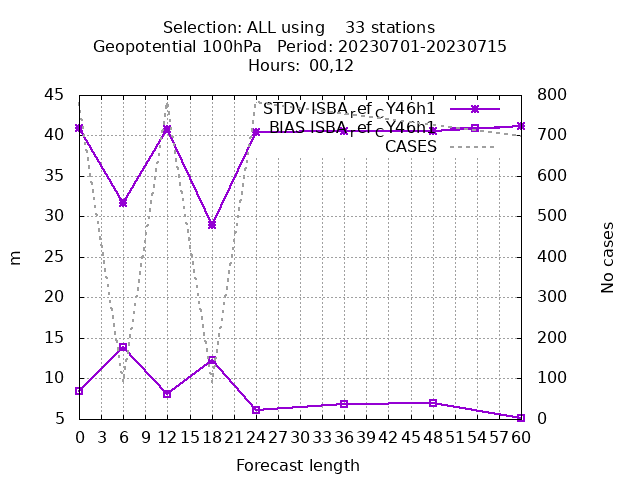 Selection: ALL using    33 stations
Geopotential 100hPa   Period: 20230701-20230715
Hours: 00,12
45 40 35 30 25 20 15 10 5
m
STDV ISBA_ref_CY46h1
BIAS ISBA_ref_CY46h1
CASES
800 700 600 500 400 300 200 100 0
No cases
0 3 6 9 12 15 18 21 24 27 30 33 36 39 42 45 48 51 54 57 60
Forecast length